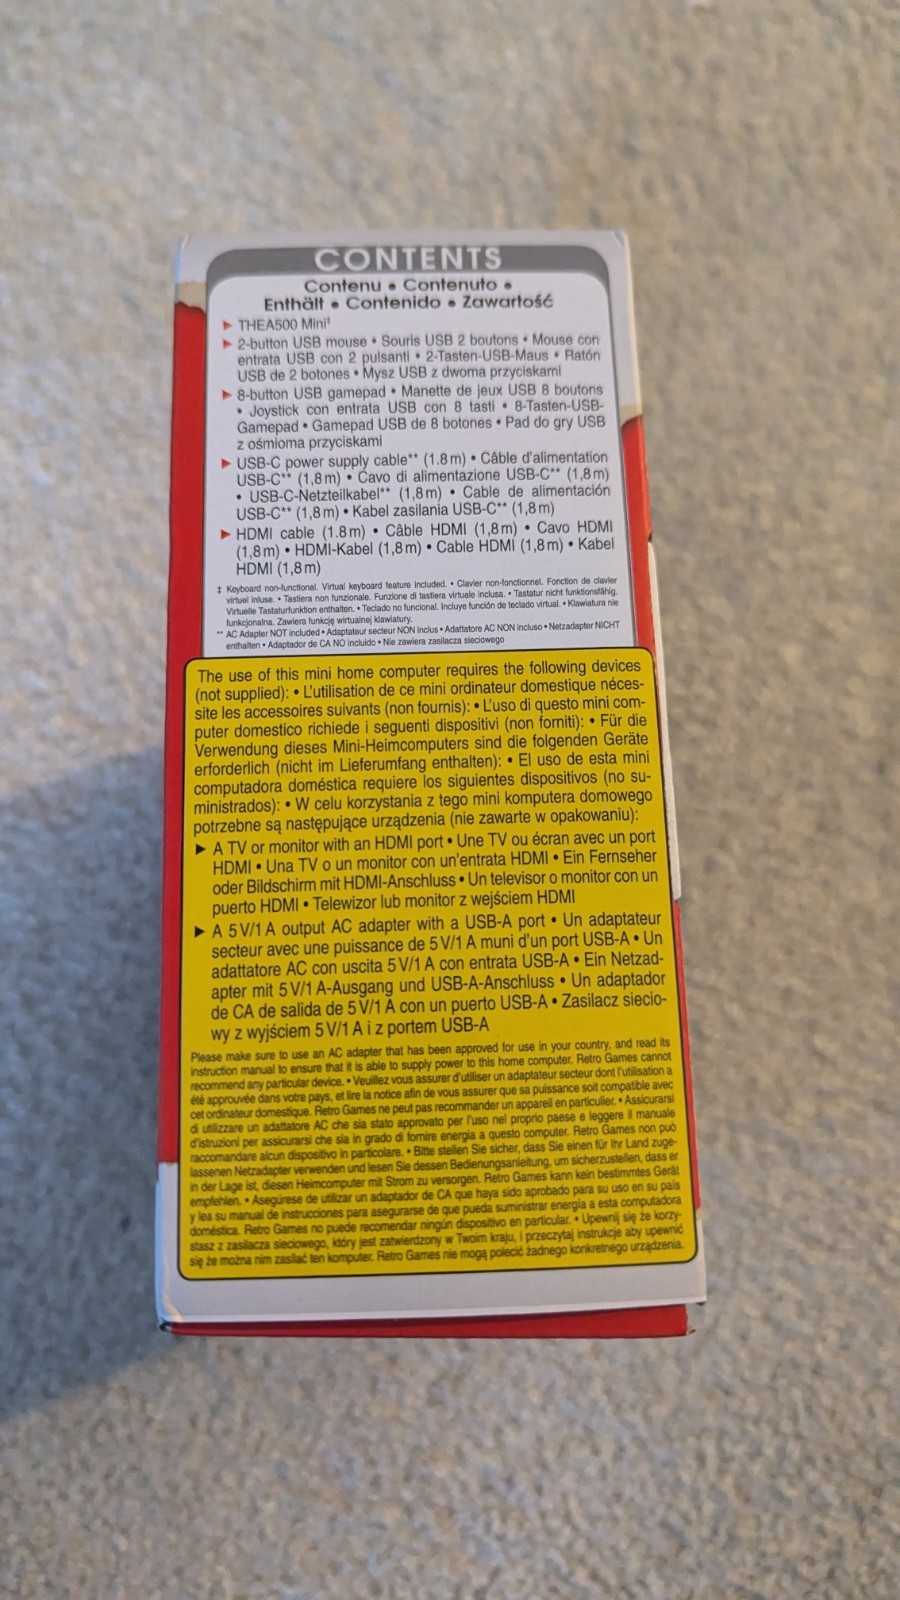 CONTENTS
Contenu • Contenuto •
Enthält • Contenido • Zawartość
► THEA500 Mini‡
► 2-button USB mouse • Souris USB 2 boutons • Mouse con
entrata USB con 2 pulsanti • 2-Tasten-USB-Maus • Ratón
USB de 2 botones • Mysz USB z dwoma przyciskami
► 8-button USB gamepad • Manette de jeux USB 8 boutons
• Joystick con entrata USB con 8 tasti • 8-Tasten-USB-
Gamepad • Gamepad USB de 8 botones • Pad do gry USB
z ośmioma przyciskami
► USB-C power supply cable** (1.8 m) • Câble d'alimentation
USB-C** (1,8 m) • Cavo di alimentazione USB-C** (1,8 m)
• USB-C-Netzteilkabel** (1,8 m) • Cable de alimentación
USB-C** (1,8 m) • Kabel zasilania USB-C** (1,8 m)
► HDMI cable (1.8 m) • Câble HDMI (1,8 m) • Cavo HDMI
(1,8 m) • HDMI-Kabel (1,8 m) • Cable HDMI (1,8 m) • Kabel
HDMI (1,8 m)
‡ Keyboard non-functional. Virtual keyboard feature included. • Clavier non-fonctionnel. Fonction de clavier
virtuel inluse. • Tastiera non funzionale. Funzione di tastiera virtuale inclusa. • Tastatur nicht funktionsfähig.
Virtuelle Tastaturfunktion enthalten. • Teclado no funcional. Incluye función de teclado virtual. • Klawiatura nie
funkcjonalna. Zawiera funkcję wirtualnej klawiatury.
** AC Adapter NOT included • Adaptateur secteur NON inclus • Adattatore AC NON incluso • Netzadapter NICHT
enthalten • Adaptador de CA NO incluido • Nie zawiera zasilacza sieciowego
The use of this mini home computer requires the following devices
(not supplied): • L'utilisation de ce mini ordinateur domestique néces-
site les accessoires suivants (non fournis): • L'uso di questo mini com-
puter domestico richiede i seguenti dispositivi (non forniti): • Für die
Verwendung dieses Mini-Heimcomputers sind die folgenden Geräte
erforderlich (nicht im Lieferumfang enthalten): • El uso de esta mini
computadora doméstica requiere los siguientes dispositivos (no su-
ministrados): • W celu korzystania z tego mini komputera domowego
potrzebne są następujące urządzenia (nie zawarte w opakowaniu):
► A TV or monitor with an HDMI port • Une TV ou écran avec un port
HDMI • Una TV o un monitor con un'entrata HDMI • Ein Fernseher
oder Bildschirm mit HDMI-Anschluss • Un televisor o monitor con un
puerto HDMI • Telewizor lub monitor z wejściem HDMI
► A 5 V/1 A output AC adapter with a USB-A port • Un adaptateur
secteur avec une puissance de 5 V/1 A muni d'un port USB-A • Un
adattatore AC con uscita 5 V/1 A con entrata USB-A • Ein Netzad-
apter mit 5 V/1 A-Ausgang und USB-A-Anschluss • Un adaptador
de CA de salida de 5 V/1 A con un puerto USB-A • Zasilacz siecio-
wy z wyjściem 5 V/1 A i z portem USB-A
Please make sure to use an AC adapter that has been approved for use in your country, and read its
instruction manual to ensure that it is able to supply power to this home computer. Retro Games cannot
recommend any particular device. • Veuillez vous assurer d'utiliser un adaptateur secteur dont l'utilisation a
été approuvée dans votre pays, et lire la notice afin de vous assurer que sa puissance soit compatible avec
cet ordinateur domestique. Retro Games ne peut pas recommander un appareil en particulier. • Assicurarsi
di utilizzare un adattatore AC che sia stato approvato per l'uso nel proprio paese e leggere il manuale
d'istruzioni per assicurarsi che sia in grado di fornire energia a questo computer. Retro Games non può
raccomandare alcun dispositivo in particolare. • Bitte stellen Sie sicher, dass Sie einen für Ihr Land zuge-
lassenen Netzadapter verwenden und lesen Sie dessen Bedienungsanleitung, um sicherzustellen, dass er
in der Lage ist, diesen Heimcomputer mit Strom zu versorgen. Retro Games kann kein bestimmtes Gerät
empfehlen. • Asegúrese de utilizar un adaptador de CA que haya sido aprobado para su uso en su país
y lea su manual de instrucciones para asegurarse de que pueda suministrar energía a esta computadora
doméstica. Retro Games no puede recomendar ningún dispositivo en particular. • Upewnij się że korzy-
stasz z zasilacza sieciowego, który jest zatwierdzony w Twoim kraju, i przeczytaj instrukcje aby upewnić
się że można nim zasilać ten komputer. Retro Games nie mogą polecić żadnego konkretnego urządzenia.